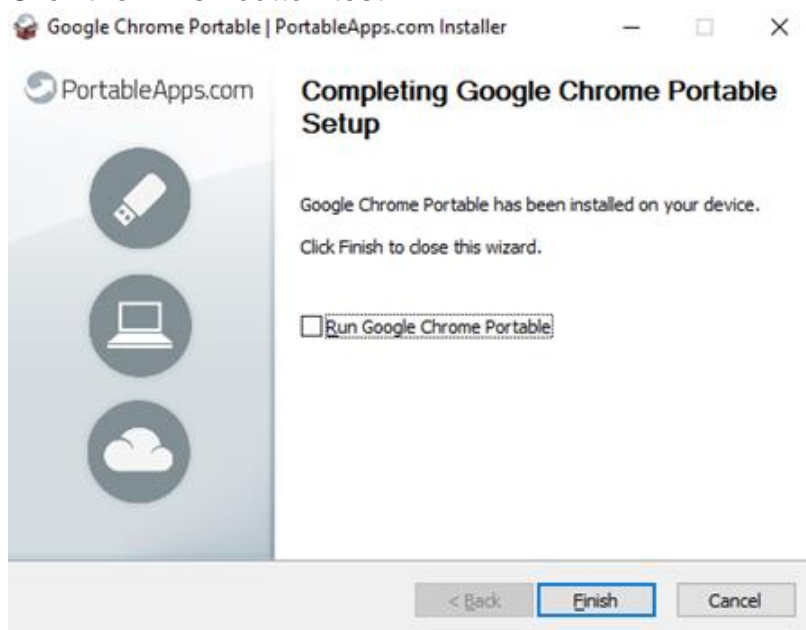 Google Chrome Portable | PortableApps.com Installer
PortableApps.com
Completing Google Chrome Portable
Setup
Google Chrome Portable has been installed on your device.
Click Finish to close this wizard.
Run Google Chrome Portable
< Back
Finish
Cancel